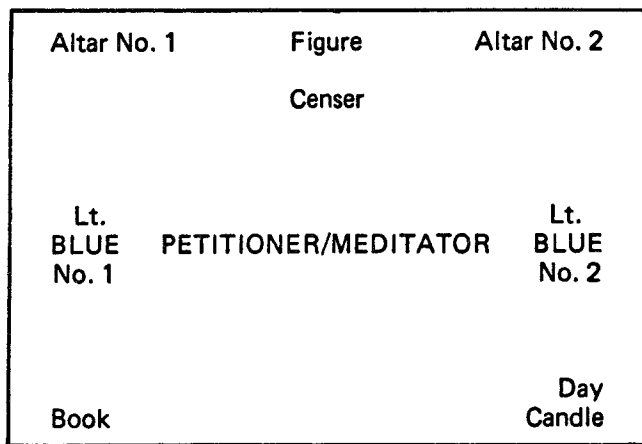 Altar No. 1 Figure Altar No. 2
Censer
Lt. Lt.
BLUE PETITIONER/MEDITATOR BLUE
No. 1 No. 2
Day
Book Candle